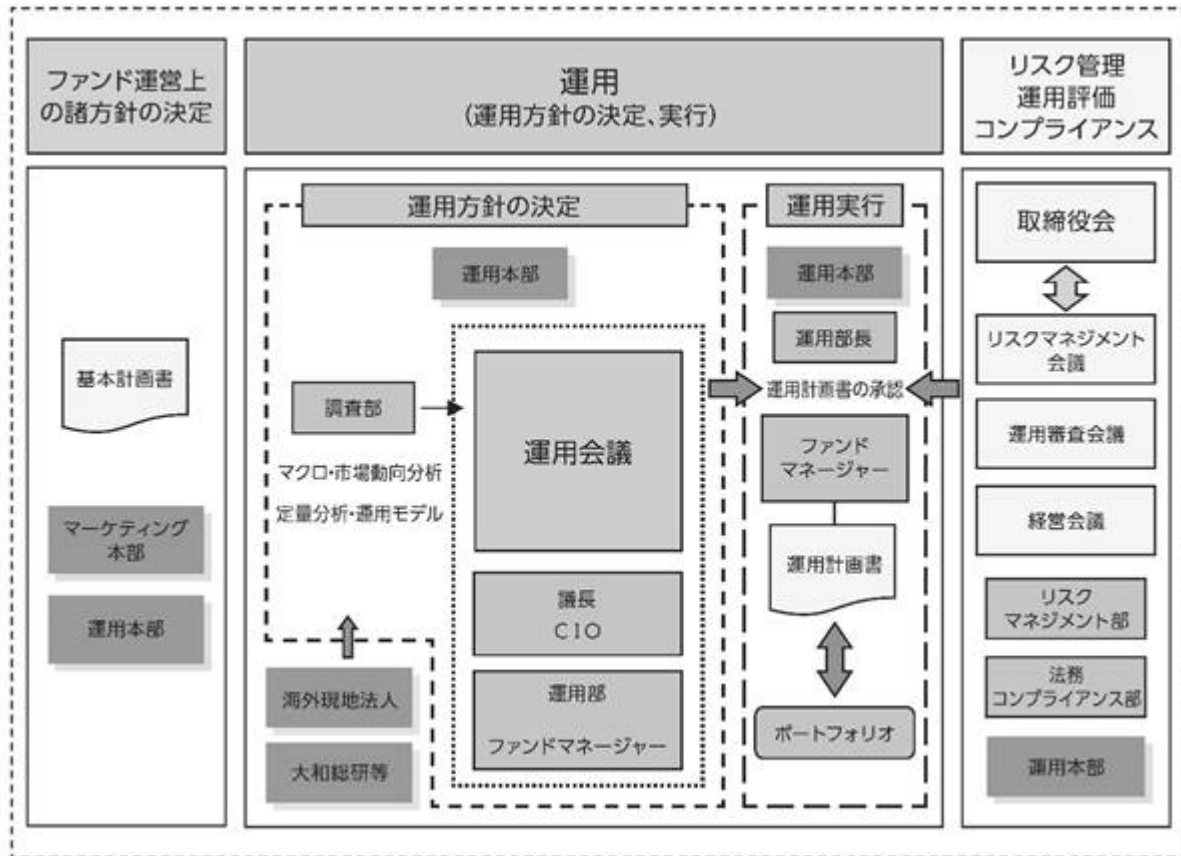 ファンド運営上
の諸方針の決定
運用
(運用方針の決定、実行)
リスク管理
運用評価
コンプライアンス
基本計画書
マーケティング
本部
運用本部
運用方針の決定
運用本部
調査部
マクロ・市場動向分析
定量分析・運用モデル
海外現地法人
大和総研等
運用会議
議長
CIO
運用部
ファンドマネージャー
運用実行
運用本部
運用部長
運用計画書の承認
ファンド
マネージャー
運用計画書
ポートフォリオ
取締役会
リスクマネジメント
会議
運用審査会議
経営会議
リスク
マネジメント部
法務
コンプライアンス部
運用本部